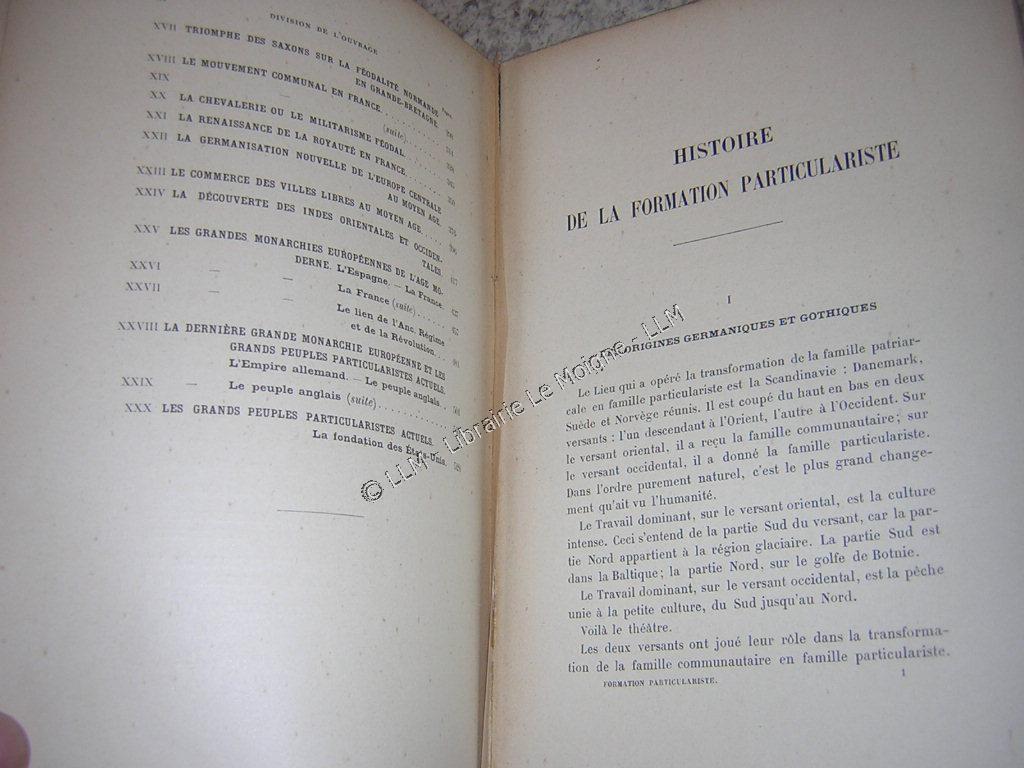 DIVISION DE L'OUVRAGE
XVII TRIOMPHE DES SAXONS SUR LA FÉODALITÉ NORMANDE
EN GRANDE-BRETAGNE.
XVIII LE MOUVEMENT COMMUNAL EN FRANCE.
XIX — (suite)
XX LA CHEVALERIE OU LE MILITARISME FÉODAL.
XXI LA RENAISSANCE DE LA ROYAUTÉ EN FRANCE.
XXII LA GERMANISATION NOUVELLE DE L'EUROPE CENTRALE
AU MOYEN AGE.
XXIII LE COMMERCE DES VILLES LIBRES AU MOYEN AGE.
XXIV LA DÉCOUVERTE DES INDES ORIENTALES ET OCCIDEN-
TALES.
XXV LES GRANDES MONARCHIES EUROPÉENNES DE L'AGE MO-
DERNE. L'Espagne. — La France.
XXVI — — La France (suite)
XXVII — — Le lien de l'Anc. Régime
et de la Révolution.
XXVIII LA DERNIÈRE GRANDE MONARCHIE EUROPÉENNE ET LES
GRANDS PEUPLES PARTICULARISTES ACTUELS.
L'Empire allemand. — Le peuple anglais.
XXIX — Le peuple anglais (suite)
XXX LES GRANDS PEUPLES PARTICULARISTES ACTUELS.
La fondation des États-Unis.
HISTOIRE
DE LA FORMATION PARTICULARISTE
I
ORIGINES GERMANIQUES ET GOTHIQUES
Le Lieu qui a opéré la transformation de la famille patriar-
cale en famille particulariste est la Scandinavie : Danemark,
Suède et Norvège réunis. Il est coupé du haut en bas en deux
versants : l'un descendant à l'Orient, l'autre à l'Occident. Sur
le versant oriental, il a reçu la famille communautaire; sur
le versant occidental, il a donné la famille particulariste.
Dans l'ordre purement naturel, c'est le plus grand change-
ment qu'ait vu l'humanité.
Le Travail dominant, sur le versant oriental, est la culture
intense. Ceci s'entend de la partie Sud du versant, car la par-
tie Nord appartient à la région glaciaire. La partie Sud est
dans la Baltique; la partie Nord, sur le golfe de Botnie.
Le Travail dominant, sur le versant occidental, est la pêche
unie à la petite culture, du Sud jusqu'au Nord.
Voilà le théâtre.
Les deux versants ont joué leur rôle dans la transforma-
tion de la famille communautaire en famille particulariste.
FORMATION PARTICULARISTE. 1
© LLM - Librairie Le Moigne - LLM